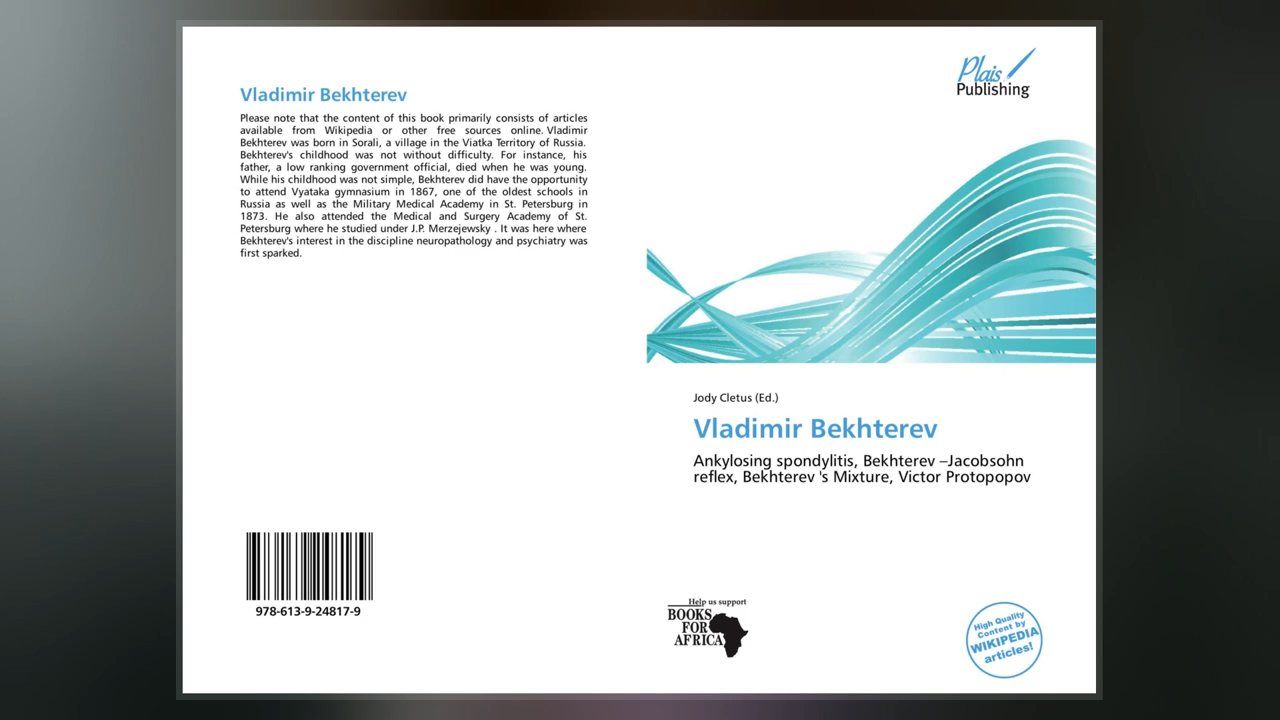 Vladimir Bekhterev
Please note that the content of this book primarily consists of articles
available from Wikipedia or other free sources online. Vladimir
Bekhterev was born in Sorali, a village in the Viatka Territory of Russia.
Bekhterev's childhood was not without difficulty. For instance, his
father, a low ranking government official, died when he was young.
While his childhood was not simple, Bekhterev did have the opportunity
to attend Vyataka gymnasium in 1867, one of the oldest schools in
Russia as well as the Military Medical Academy in St. Petersburg in
1873. He also attended the Medical and Surgery Academy of St.
Petersburg where he studied under J.P. Merzejewsky . It was here where
Bekhterev's interest in the discipline neuropathology and psychiatry was
first sparked.
978-613-9-24817-9
Plais
Publishing
Jody Cletus (Ed.)
Vladimir Bekhterev
Ankylosing spondylitis, Bekhterev –Jacobsohn
reflex, Bekhterev 's Mixture, Victor Protopopov
Help us support
BOOKS
FOR
AFRICA
High Quality
Content by
WIKIPEDIA
articles!